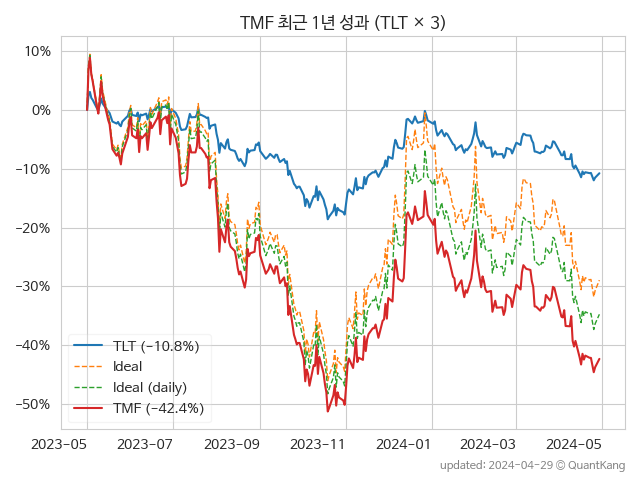 TMF 최근 1년 성과 (TLT × 3)
10%
0%
−10%
−20%
−30%
−40%
−50%
TLT (−10.8%)
Ideal
Ideal (daily)
TMF (−42.4%)
2023-05 2023-07 2023-09 2023-11 2024-01 2024-03 2024-05
updated: 2024-04-29 © QuantKang